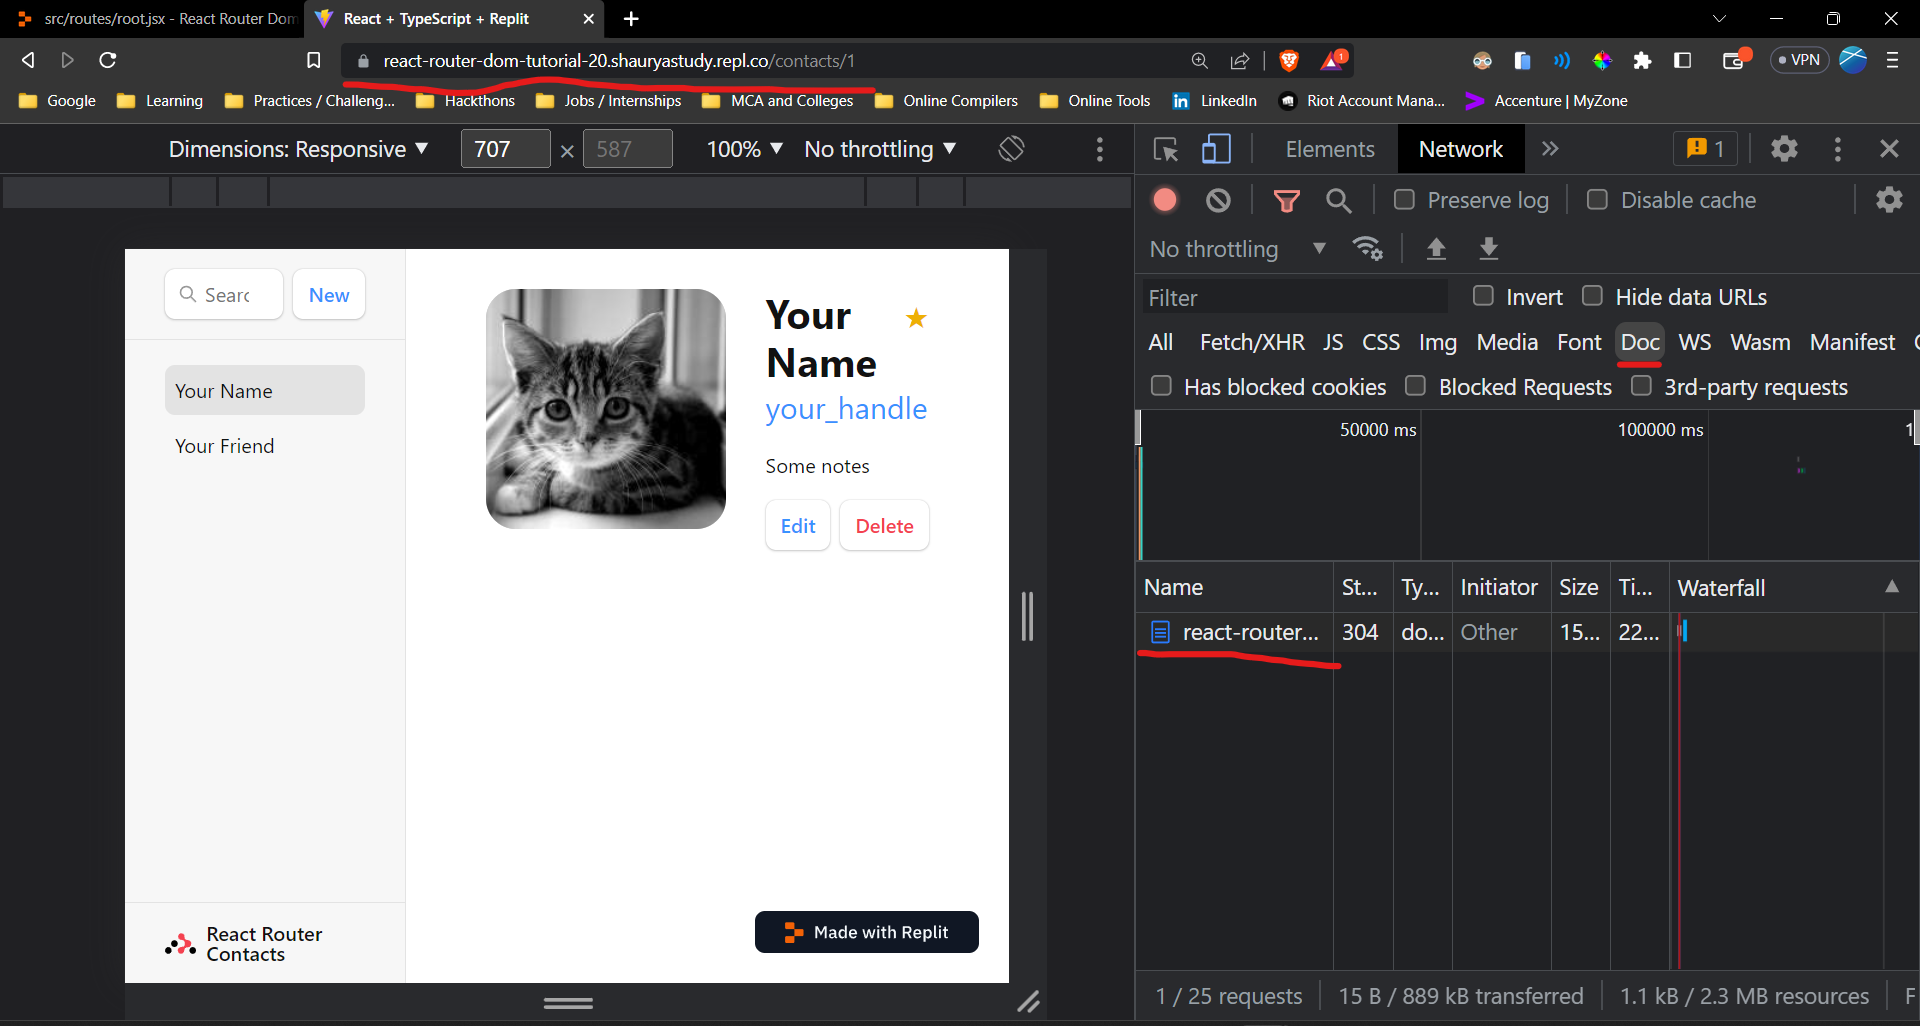 src/routes/root.jsx - React Router Dom
React + TypeScript + Replit
react-router-dom-tutorial-20.shauryastudy.repl.co/contacts/1
1
VPN
Google
Learning
Practices / Challeng...
Hackthons
Jobs / Internships
MCA and Colleges
Online Compilers
Online Tools
LinkedIn
Riot Account Mana...
Accenture | MyZone
Dimensions: Responsive
707 × 587
100%
No throttling
Elements
Network
1
Preserve log
Disable cache
No throttling
Filter
Invert
Hide data URLs
All Fetch/XHR JS CSS Img Media Font Doc WS Wasm Manifest
Has blocked cookies
Blocked Requests
3rd-party requests
50000 ms
100000 ms
1
Name St... Ty... Initiator Size Ti... Waterfall
react-router... 304 do... Other 15... 22...
1 / 25 requests
15 B / 889 kB transferred
1.1 kB / 2.3 MB resources
F
Searc
New
Your Name
Your Friend
React Router
Contacts
Your
Name
your_handle
Some notes
Edit
Delete
Made with Replit